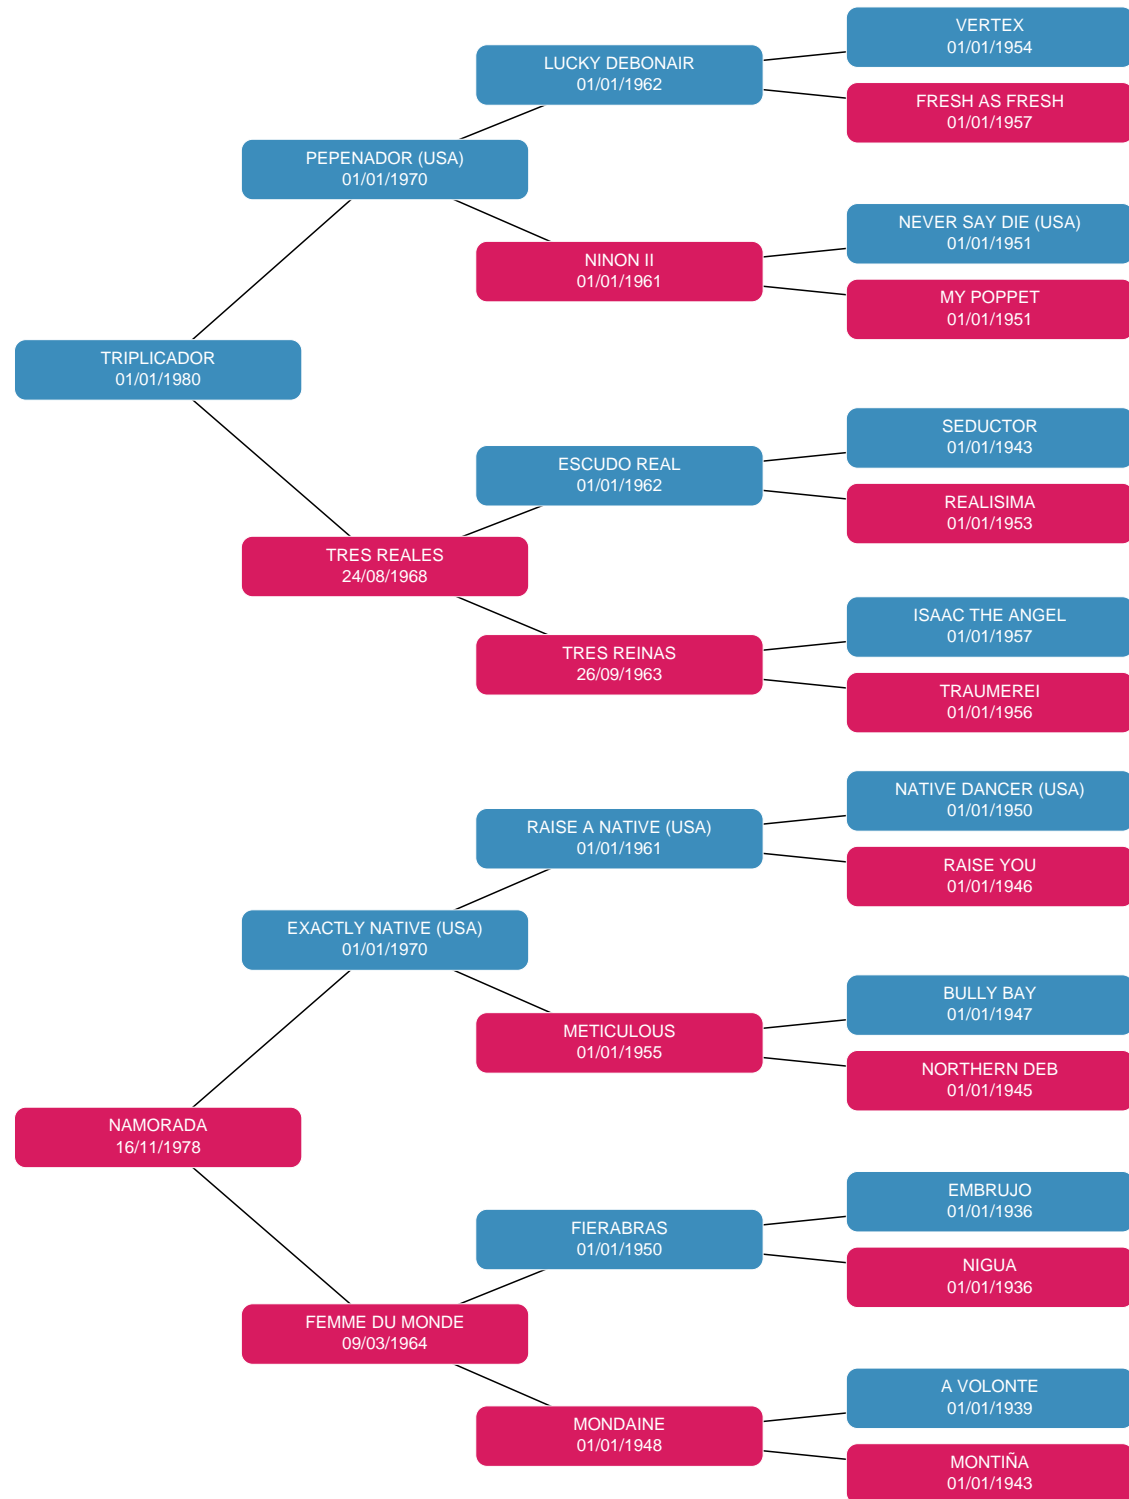 VERTEX
01/01/1954
LUCKY DEBONAIR
01/01/1962
FRESH AS FRESH
01/01/1957
PEPENADOR (USA)
01/01/1970
NEVER SAY DIE (USA)
01/01/1951
NINON II
01/01/1961
MY POPPET
01/01/1951
TRIPLICADOR
01/01/1980
SEDUCTOR
01/01/1943
ESCUDO REAL
01/01/1962
REALISIMA
01/01/1953
TRES REALES
24/08/1968
ISAAC THE ANGEL
01/01/1957
TRES REINAS
26/09/1963
TRAUMEREI
01/01/1956
NATIVE DANCER (USA)
01/01/1950
RAISE A NATIVE (USA)
01/01/1961
RAISE YOU
01/01/1946
EXACTLY NATIVE (USA)
01/01/1970
BULLY BAY
01/01/1947
METICULOUS
01/01/1955
NORTHERN DEB
01/01/1945
NAMORADA
16/11/1978
EMBRUJO
01/01/1936
FIERABRAS
01/01/1950
NIGUA
01/01/1936
FEMME DU MONDE
09/03/1964
A VOLONTE
01/01/1939
MONDAINE
01/01/1948
MONTIÑA
01/01/1943